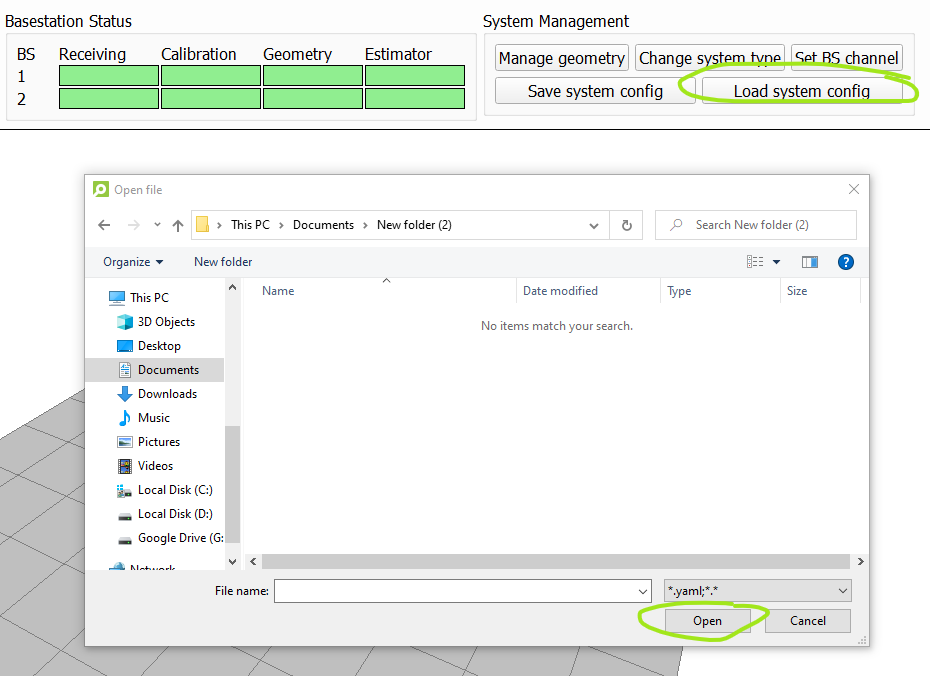 Basestation Status
System Management
BS Receiving Calibration Geometry Estimator
1
2
Manage geometry Change system type Set BS channel
Save system config Load system config
Open file
This PC Documents New folder (2)
Search New folder (2)
Organize New folder
This PC
3D Objects
Desktop
Documents
Downloads
Music
Pictures
Videos
Local Disk (C:)
Local Disk (D:)
Google Drive (G:
Network
Name Date modified Type Size
No items match your search.
File name: *.yaml;*.*
Open Cancel